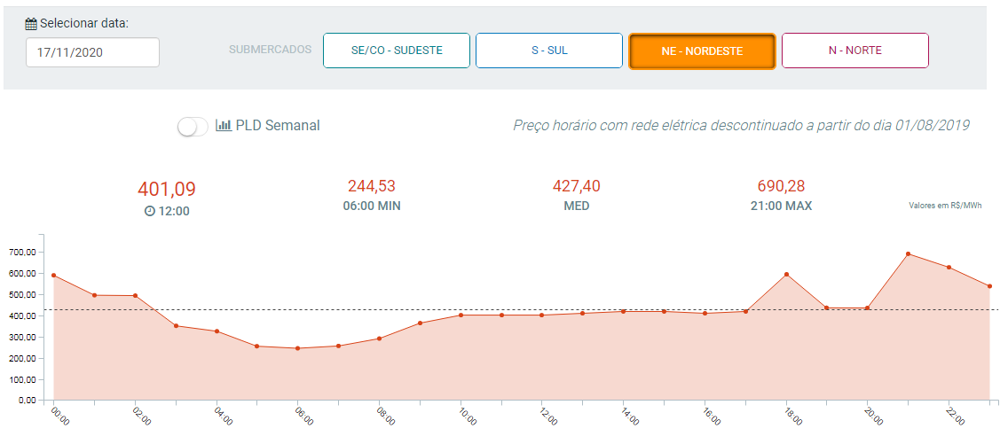 Selecionar data:
17/11/2020
SUBMERCADOS
SE/CO - SUDESTE
S - SUL
NE - NORDESTE
N - NORTE
PLD Semanal
Preço horário com rede elétrica descontinuado a partir do dia 01/08/2019
401,09
12:00
244,53
06:00 MIN
427,40
MED
690,28
21:00 MAX
Valores em R$/MWh
700,00
600,00
500,00
400,00
300,00
200,00
100,00
0,00
00:00
02:00
04:00
06:00
08:00
10:00
12:00
14:00
16:00
18:00
20:00
22:00